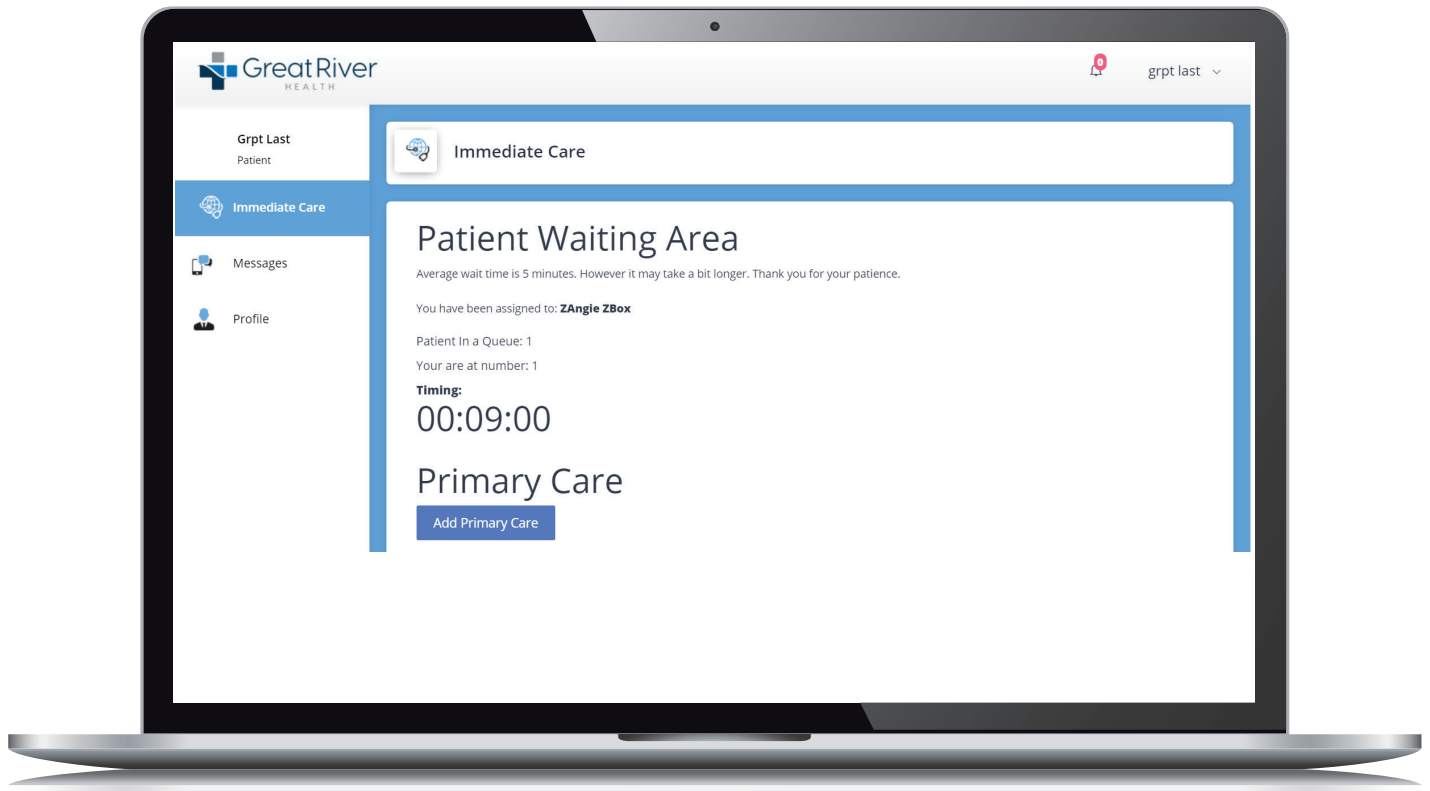 GreatRiver
HEALTH
0
grpt last
Grpt Last
Patient
Immediate Care
Messages
Profile
Immediate Care
Patient Waiting Area
Average wait time is 5 minutes. However it may take a bit longer. Thank you for your patience.
You have been assigned to: ZAngie ZBox
Patient In a Queue: 1
Your are at number: 1
Timing:
00:09:00
Primary Care
Add Primary Care